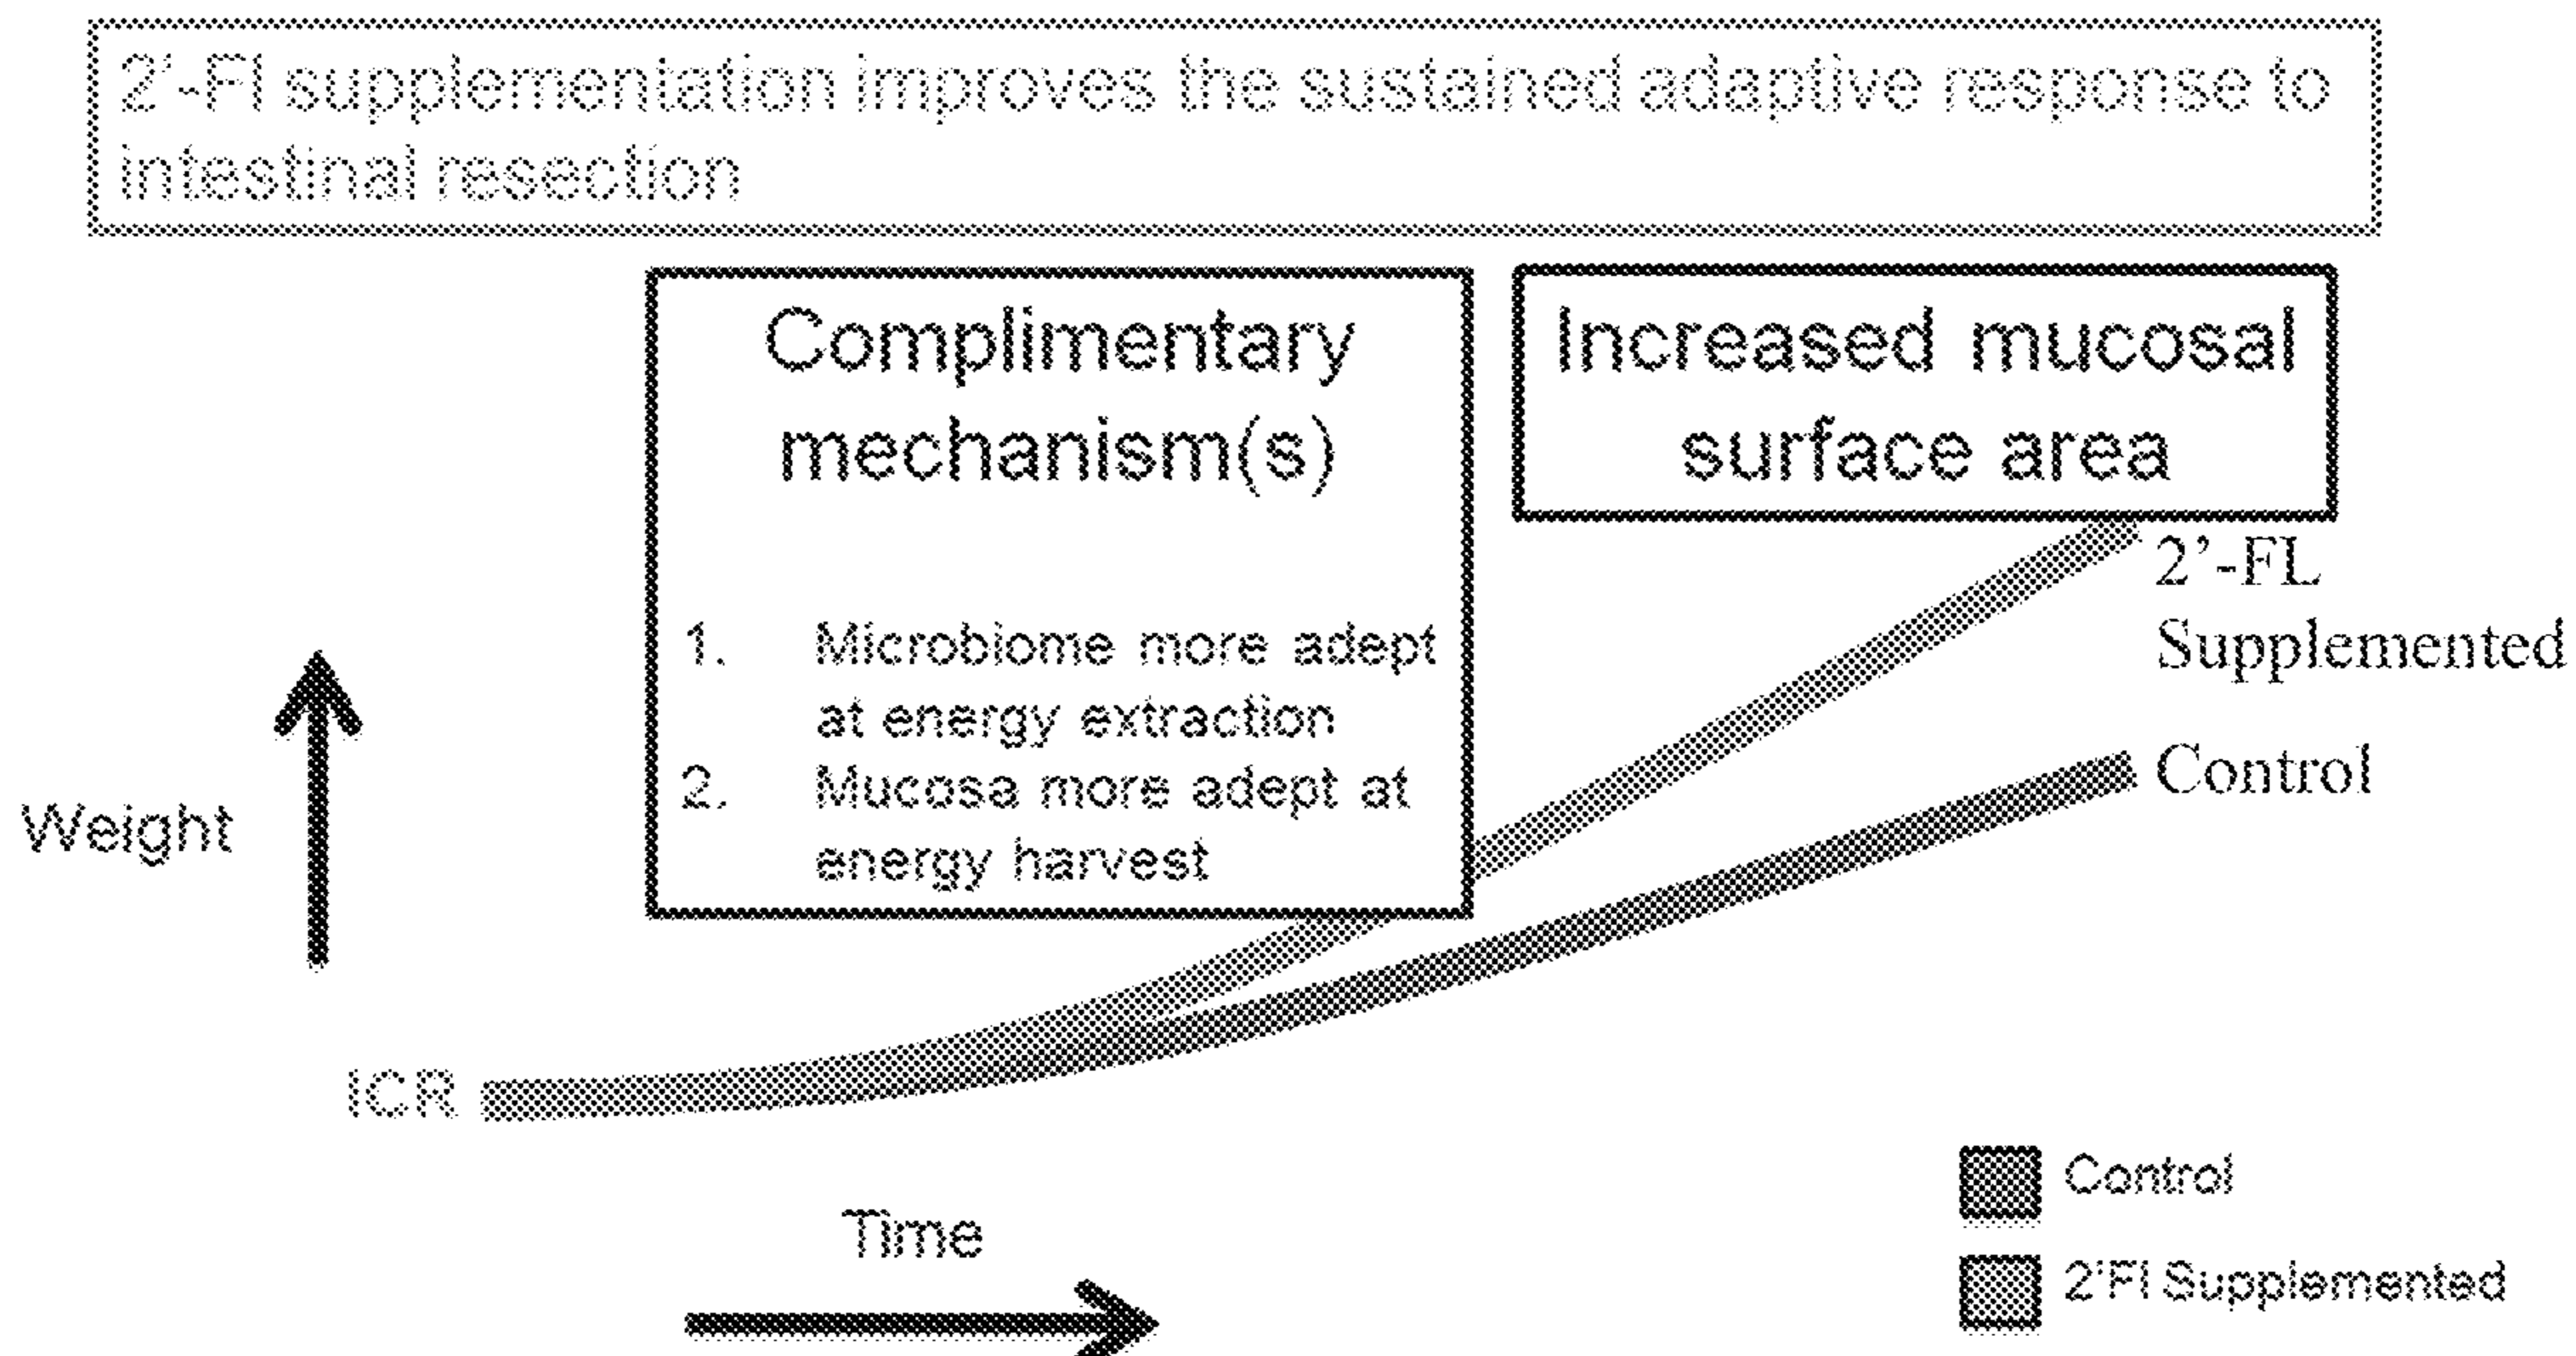 2'-Fl supplementation improves the sustained adaptive response to
intestinal resection
Complimentary
mechanism(s)
1. Microbiome more adept
at energy extraction
2. Mucosa more adept at
energy harvest
Increased mucosal
surface area
2'-FL
Supplemented
Control
Weight
ICR
Time
Control
2'Fl Supplemented